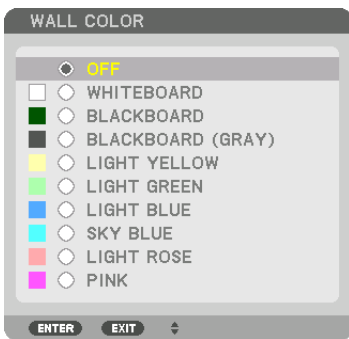 WALL COLOR
OFF
WHITEBOARD
BLACKBOARD
BLACKBOARD (GRAY)
LIGHT YELLOW
LIGHT GREEN
LIGHT BLUE
SKY BLUE
LIGHT ROSE
PINK
ENTER EXIT